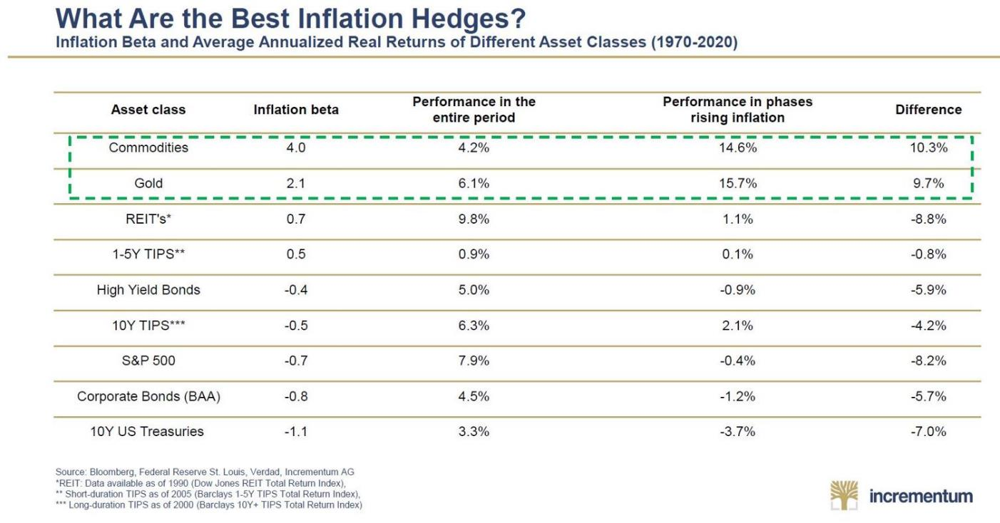 What Are the Best Inflation Hedges?
Inflation Beta and Average Annualized Real Returns of Different Asset Classes (1970-2020)
Asset class Inflation beta Performance in the entire period Performance in phases rising inflation Difference
Commodities 4.0 4.2% 14.6% 10.3%
Gold 2.1 6.1% 15.7% 9.7%
REIT's* 0.7 9.8% 1.1% -8.8%
1-5Y TIPS** 0.5 0.9% 0.1% -0.8%
High Yield Bonds -0.4 5.0% -0.9% -5.9%
10Y TIPS*** -0.5 6.3% 2.1% -4.2%
S&P 500 -0.7 7.9% -0.4% -8.2%
Corporate Bonds (BAA) -0.8 4.5% -1.2% -5.7%
10Y US Treasuries -1.1 3.3% -3.7% -7.0%
Source: Bloomberg, Federal Reserve St. Louis, Verdad, Incrementum AG
*REIT: Data available as of 1990 (Dow Jones REIT Total Return Index),
** Short-duration TIPS as of 2005 (Barclays 1-5Y TIPS Total Return Index),
*** Long-duration TIPS as of 2000 (Barclays 10Y+ TIPS Total Return Index)
incrementum